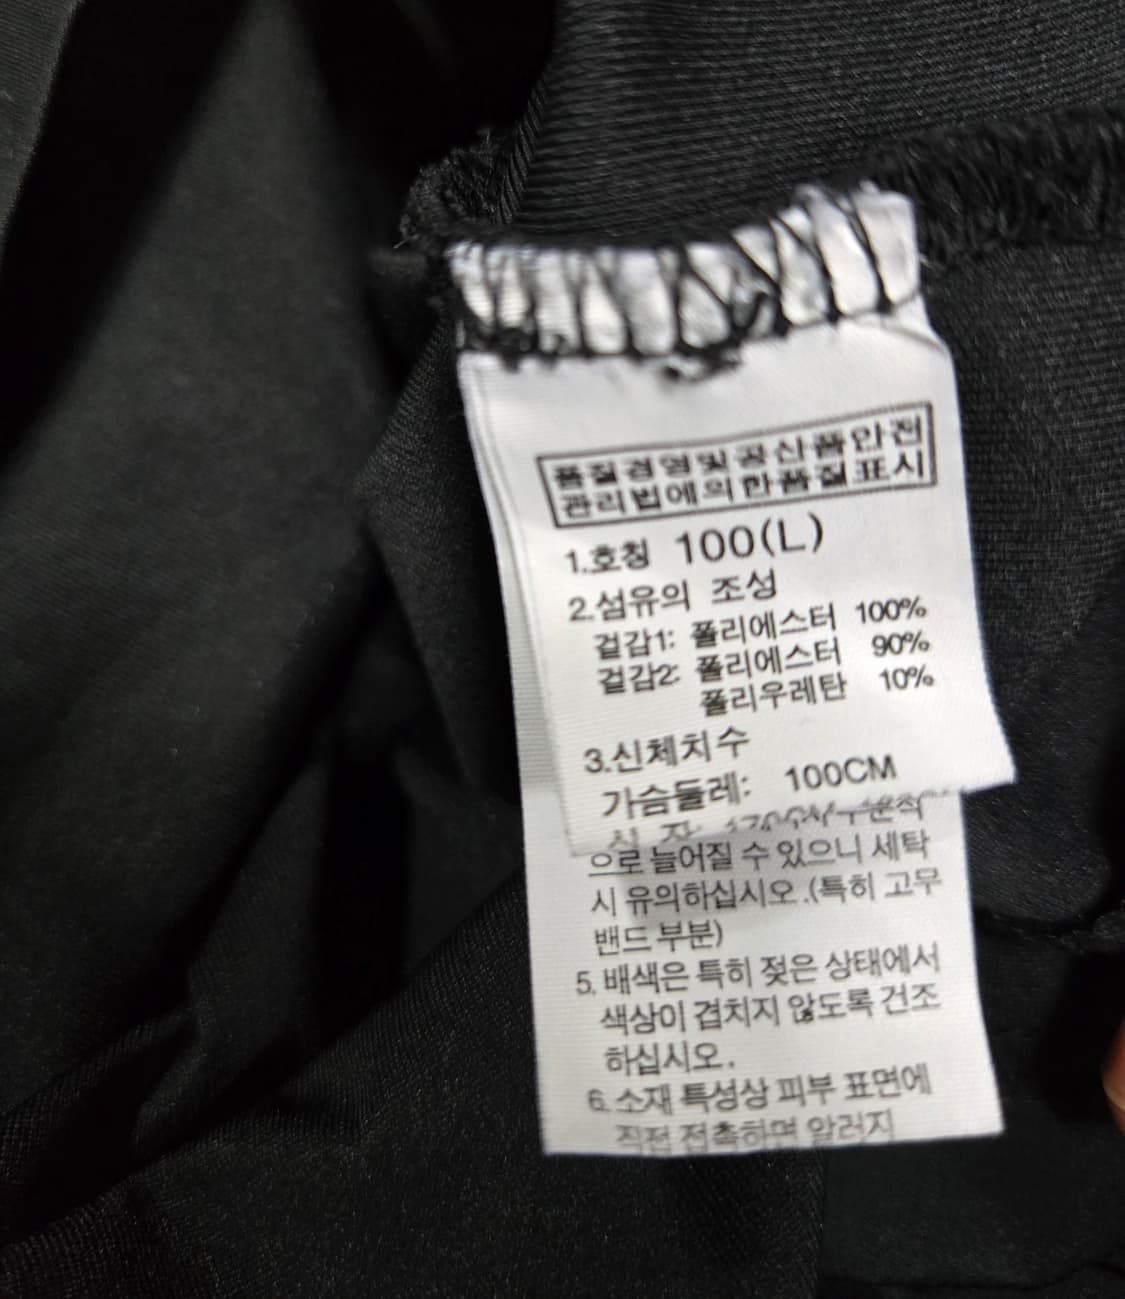 품질경영및공산품안전
관리법에의한품질표시
1.호칭 100(L)
2.섬유의 조성
겉감1: 폴리에스터 100%
겉감2: 폴리에스터 90%
폴리우레탄 10%
3.신체치수
가슴둘레: 100CM
으로 늘어질 수 있으니 세탁
시 유의하십시오.(특히 고무
밴드 부분)
5. 배색은 특히 젖은 상태에서
색상이 겹치지 않도록 건조
하십시오.
6. 소재 특성상 피부 표면에
직접 접촉하면 알러지